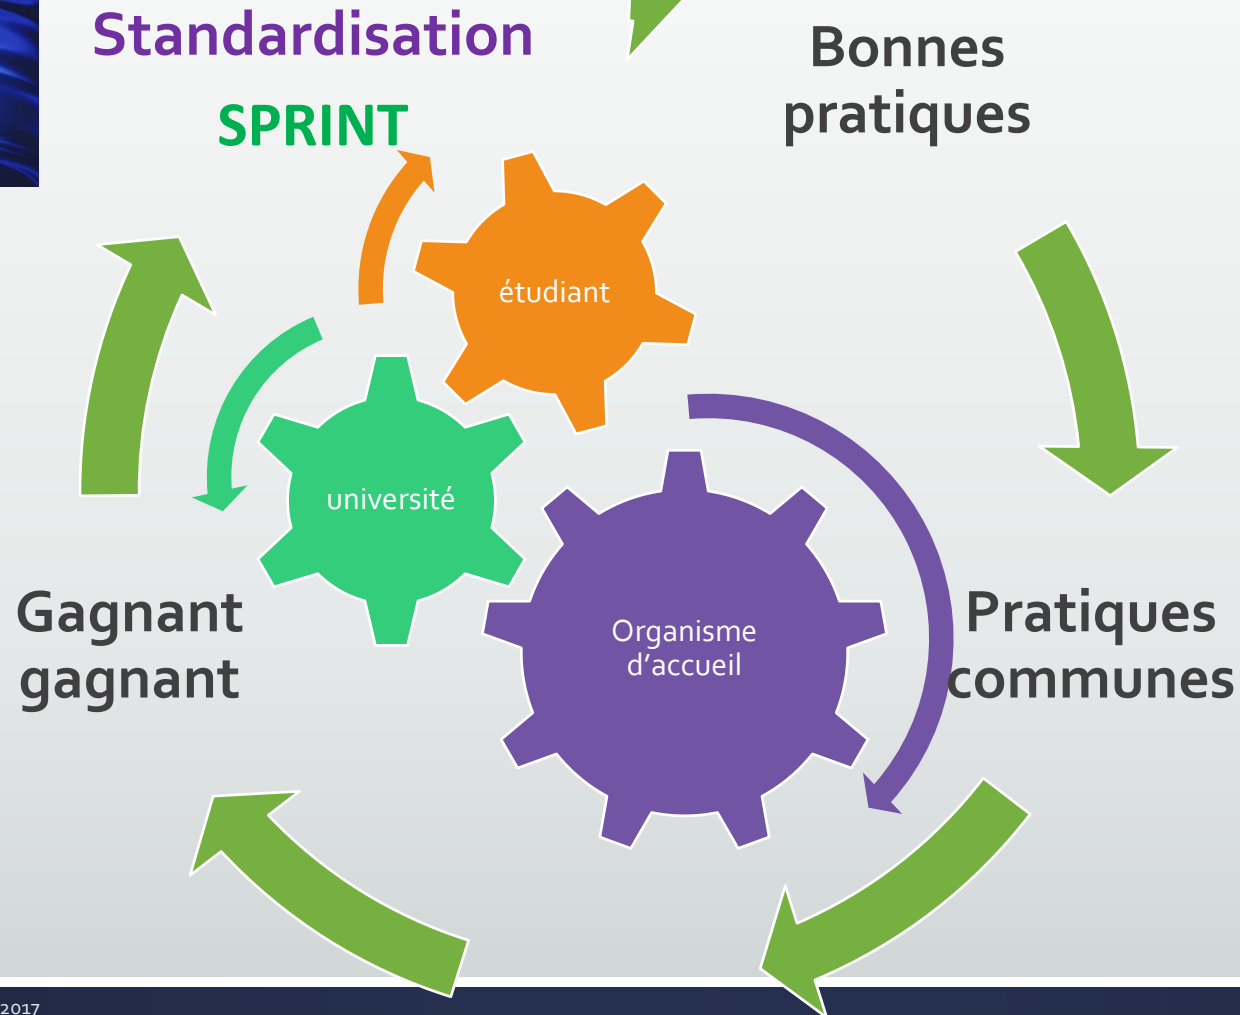 Standardisation
SPRINT
Bonnes
pratiques
étudiant
université
Organisme
d’accueil
Gagnant
gagnant
Pratiques
communes
2017